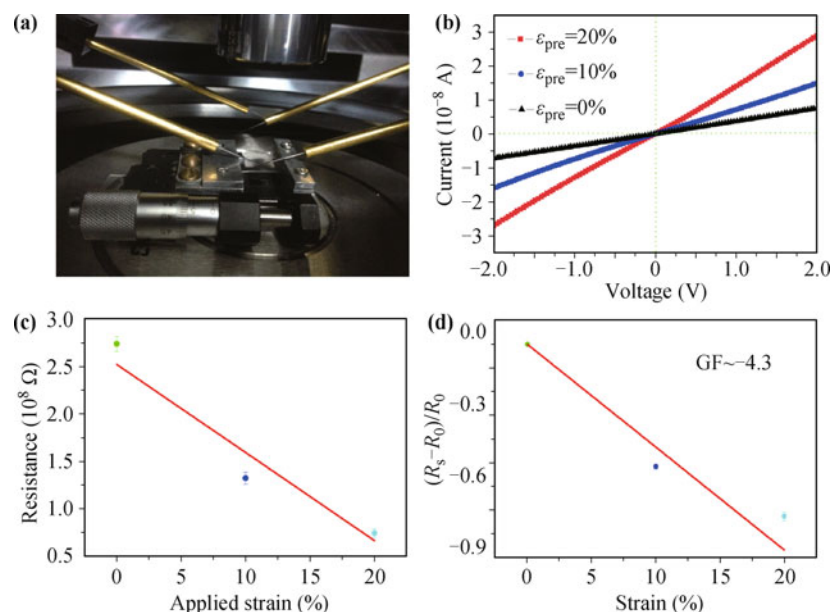 (a)
(b)
3
2
1
0
−1
−2
−3
Current (10⁻⁸ A)
ε_pre=20%
ε_pre=10%
ε_pre=0%
−2.0
−1.0
0
1.0
2.0
Voltage (V)
(c)
3.0
2.5
2.0
1.5
1.0
0.5
Resistance (10⁸ Ω)
0
5
10
15
20
Applied strain (%)
(d)
0.0
−0.3
−0.6
−0.9
(Rₛ−R₀)/R₀
GF~−4.3
0
5
10
15
20
Strain (%)